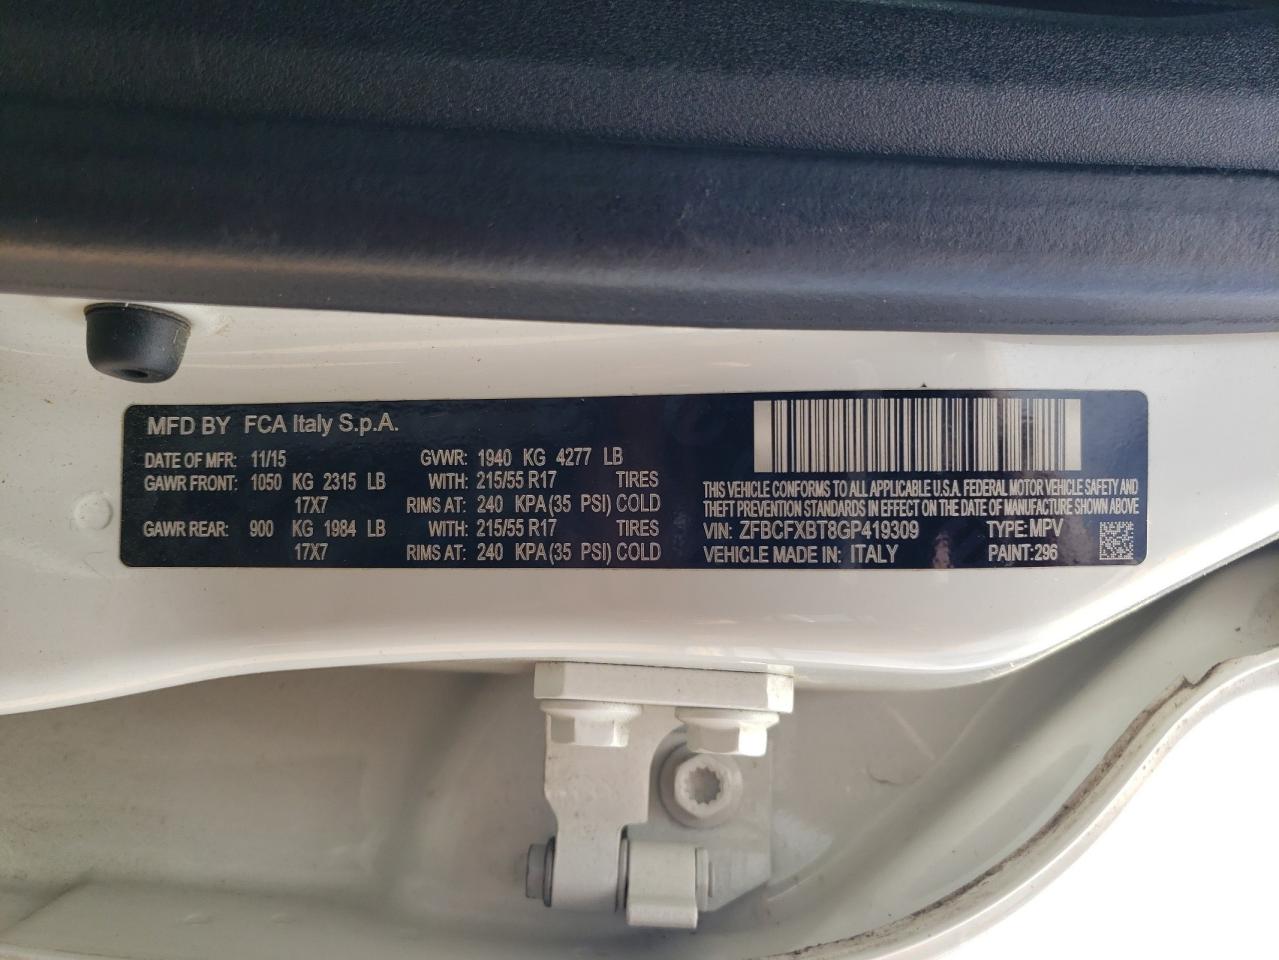 MFD BY FCA Italy S.p.A.
DATE OF MFR: 11/15 GVWR: 1940 KG 4277 LB
GAWR FRONT: 1050 KG 2315 LB WITH: 215/55 R17 TIRES
17X7 RIMS AT: 240 KPA(35 PSI) COLD
GAWR REAR: 900 KG 1984 LB WITH: 215/55 R17 TIRES
17X7 RIMS AT: 240 KPA(35 PSI) COLD
THIS VEHICLE CONFORMS TO ALL APPLICABLE U.S.A. FEDERAL MOTOR VEHICLE SAFETY AND
THEFT PREVENTION STANDARDS IN EFFECT ON THE DATE OF MANUFACTURE SHOWN ABOVE
VIN: ZFBCFXBT8GP419309 TYPE: MPV
VEHICLE MADE IN: ITALY PAINT:296